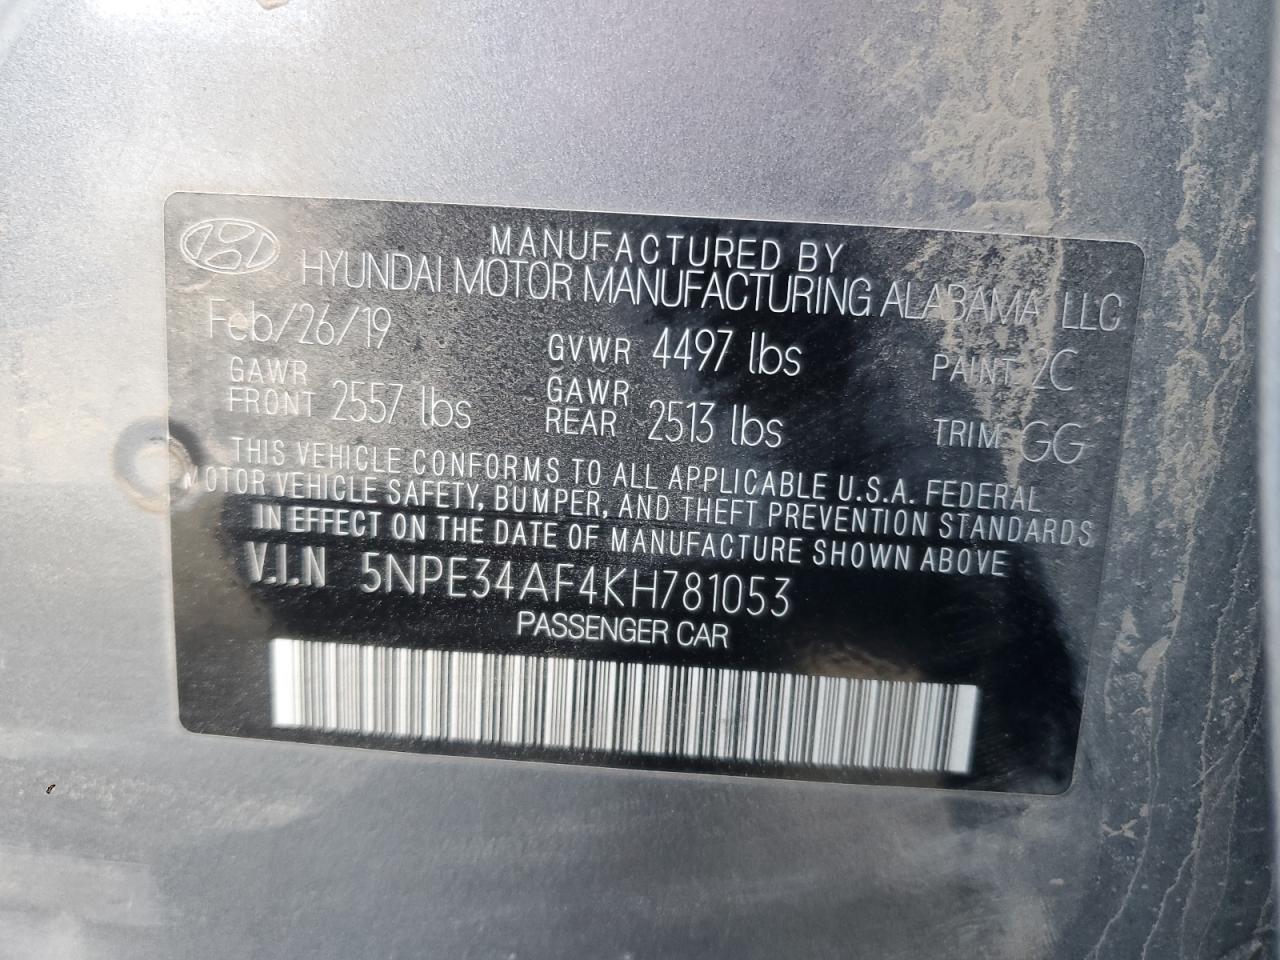 MANUFACTURED BY
HYUNDAI MOTOR MANUFACTURING ALABAMA, LLC
Feb/26/19 GVWR 4497 lbs PAINT 2C
GAWR FRONT 2557 lbs GAWR REAR 2513 lbs TRIM GG
THIS VEHICLE CONFORMS TO ALL APPLICABLE U.S.A. FEDERAL
MOTOR VEHICLE SAFETY, BUMPER, AND THEFT PREVENTION STANDARDS
IN EFFECT ON THE DATE OF MANUFACTURE SHOWN ABOVE
V.I.N 5NPE34AF4KH781053
PASSENGER CAR